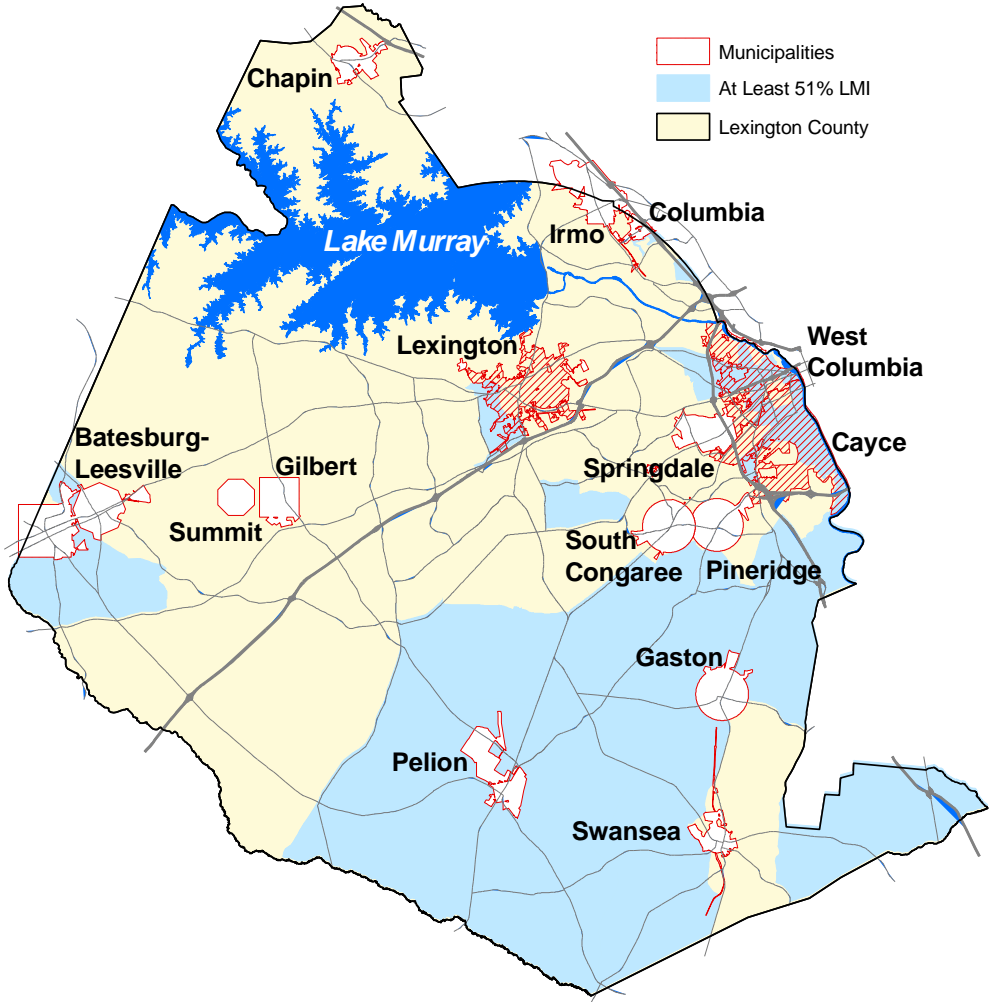 Municipalities
At Least 51% LMI
Lexington County
Chapin
Columbia
Irmo
Lake Murray
West
Columbia
Lexington
Batesburg-
Leesville
Gilbert
Cayce
Springdale
Summit
South
Congaree
Pineridge
Gaston
Pelion
Swansea